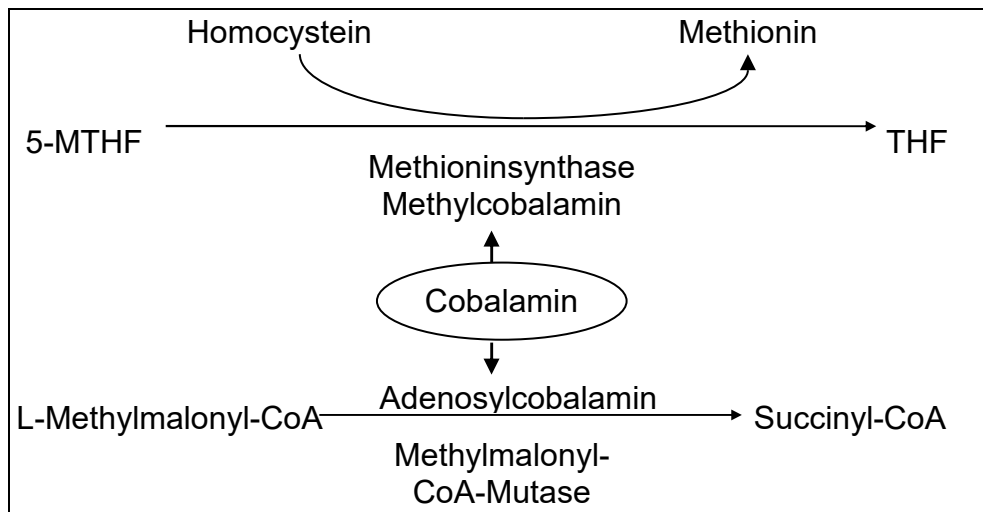 Homocystein Methionin
5-MTHF THF
Methioninsynthase
Methylcobalamin
Cobalamin
Adenosylcobalamin
L-Methylmalonyl-CoA Succinyl-CoA
Methylmalonyl-
CoA-Mutase